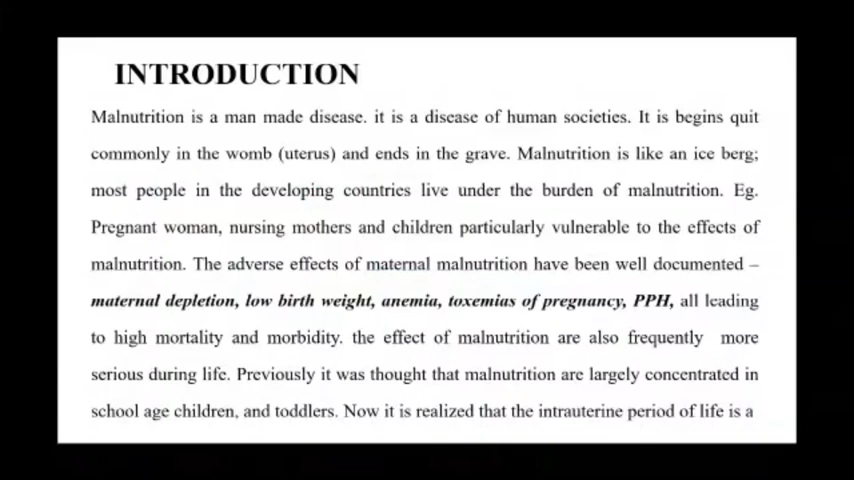 INTRODUCTION
Malnutrition is a man made disease. it is a disease of human societies. It is begins quit
commonly in the womb (uterus) and ends in the grave. Malnutrition is like an ice berg;
most people in the developing countries live under the burden of malnutrition. Eg.
Pregnant woman, nursing mothers and children particularly vulnerable to the effects of
malnutrition. The adverse effects of maternal malnutrition have been well documented –
maternal depletion, low birth weight, anemia, toxemias of pregnancy, PPH, all leading
to high mortality and morbidity. the effect of malnutrition are also frequently more
serious during life. Previously it was thought that malnutrition are largely concentrated in
school age children, and toddlers. Now it is realized that the intrauterine period of life is a